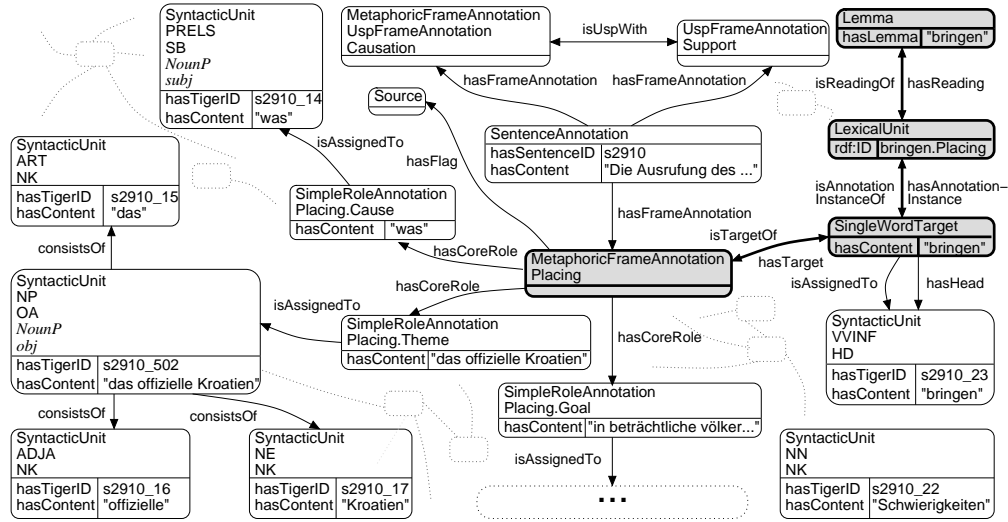 SyntacticUnit
PRELS
SB
NounP
subj
hasTigerID s2910_14
hasContent "was"
MetaphoricFrameAnnotation
UspFrameAnnotation
Causation
isUspWith
UspFrameAnnotation
Support
Lemma
hasLemma "bringen"
isReadingOf hasReading
hasFrameAnnotation hasFrameAnnotation
Source
SentenceAnnotation
hasSentenceID s2910
hasContent "Die Ausrufung des ..."
LexicalUnit
rdf:ID bringen.Placing
SyntacticUnit
ART
NK
hasTigerID s2910_15
hasContent "das"
isAssignedTo
hasFlag
isAnnotation
InstanceOf
hasAnnotation–
Instance
SimpleRoleAnnotation
Placing.Cause
hasContent "was"
hasFrameAnnotation
SingleWordTarget
hasContent "bringen"
isTargetOf
hasTarget
consistsOf
hasCoreRole
MetaphoricFrameAnnotation
Placing
SyntacticUnit
NP
OA
NounP
obj
hasTigerID s2910_502
hasContent "das offizielle Kroatien"
isAssignedTo
hasCoreRole
isAssignedTo hasHead
SimpleRoleAnnotation
Placing.Theme
hasContent "das offizielle Kroatien"
hasCoreRole
SyntacticUnit
VVINF
HD
hasTigerID s2910_23
hasContent "bringen"
consistsOf consistsOf
SimpleRoleAnnotation
Placing.Goal
hasContent "in beträchtliche völker..."
SyntacticUnit
ADJA
NK
hasTigerID s2910_16
hasContent "offizielle"
SyntacticUnit
NE
NK
hasTigerID s2910_17
hasContent "Kroatien"
isAssignedTo
...
SyntacticUnit
NN
NK
hasTigerID s2910_22
hasContent "Schwierigkeiten"